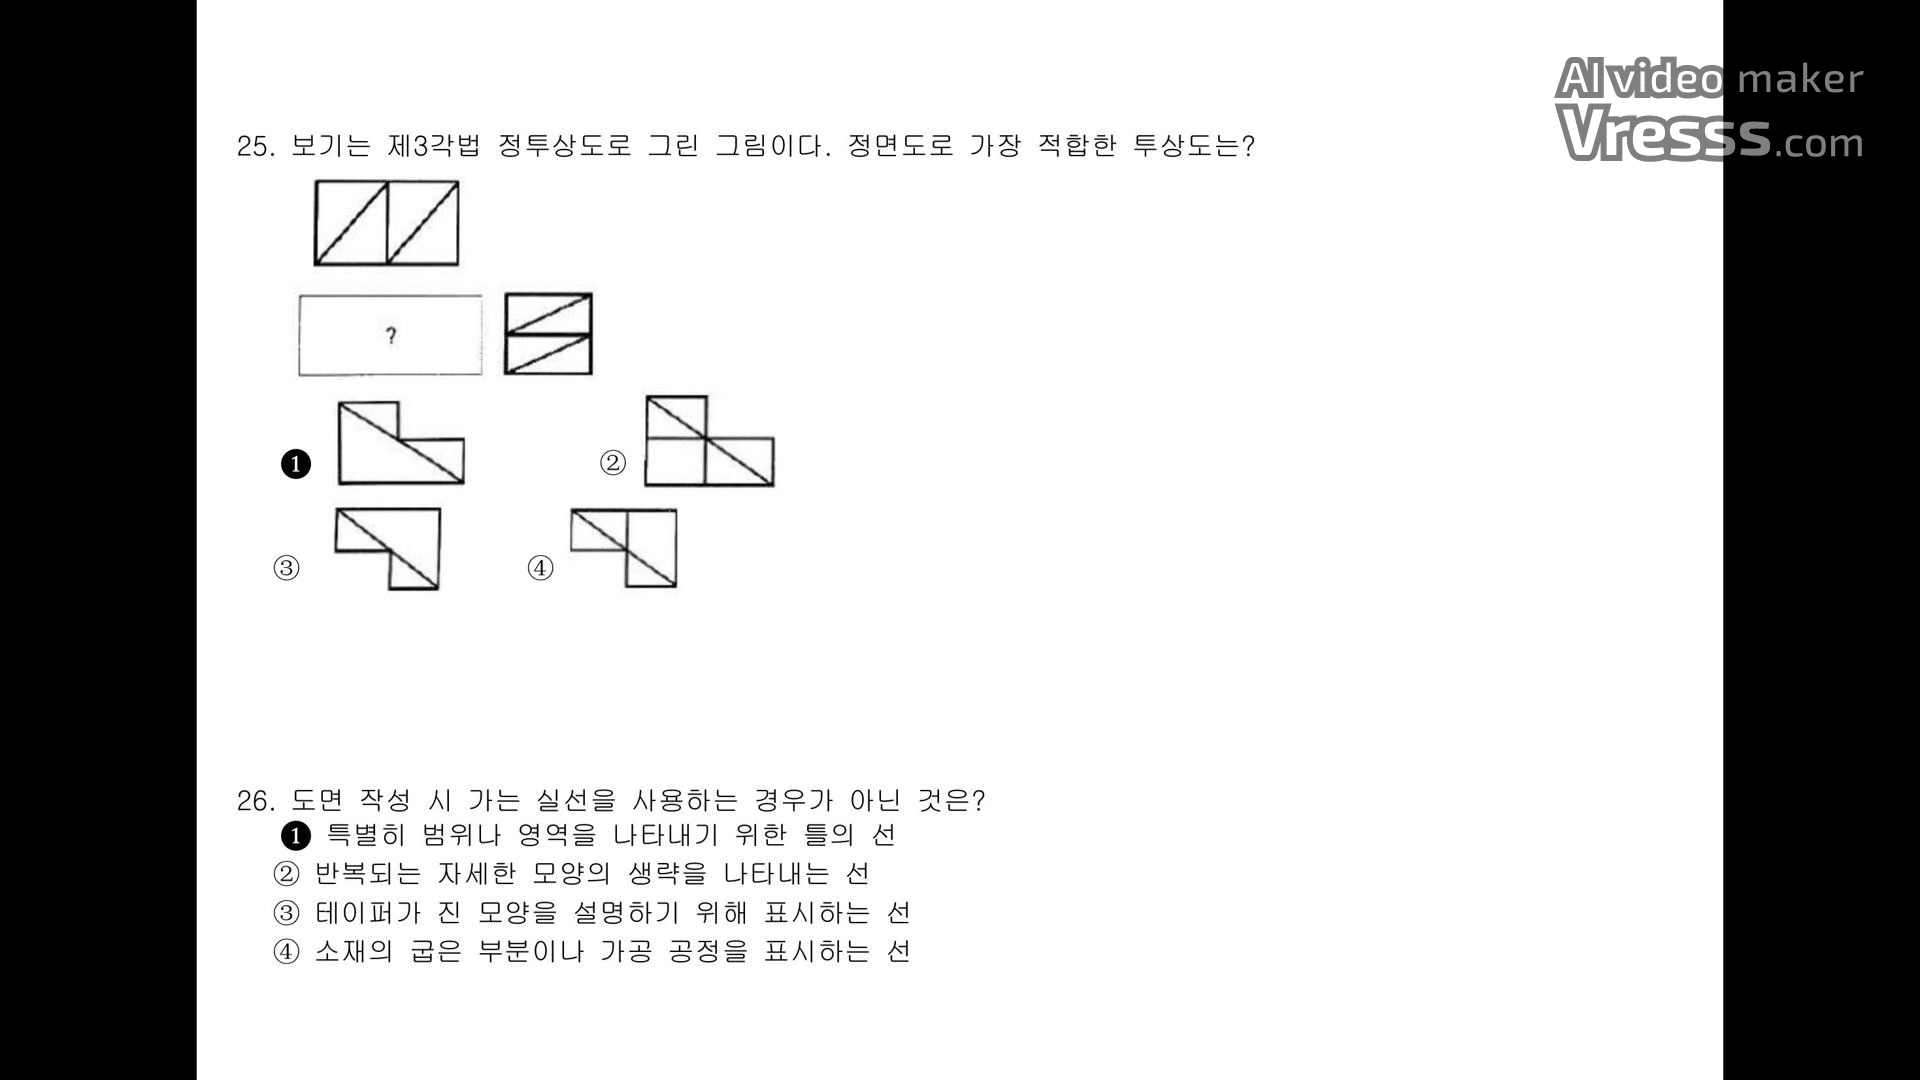 AI video maker
Vresss.com
25. 보기는 제3각법 정투상도로 그린 그림이다. 정면도로 가장 적합한 투상도는?
?
❶ ②
③ ④
26. 도면 작성 시 가는 실선을 사용하는 경우가 아닌 것은?
❶ 특별히 범위나 영역을 나타내기 위한 틀의 선
② 반복되는 자세한 모양의 생략을 나타내는 선
③ 테이퍼가 진 모양을 설명하기 위해 표시하는 선
④ 소재의 굽은 부분이나 가공 공정을 표시하는 선